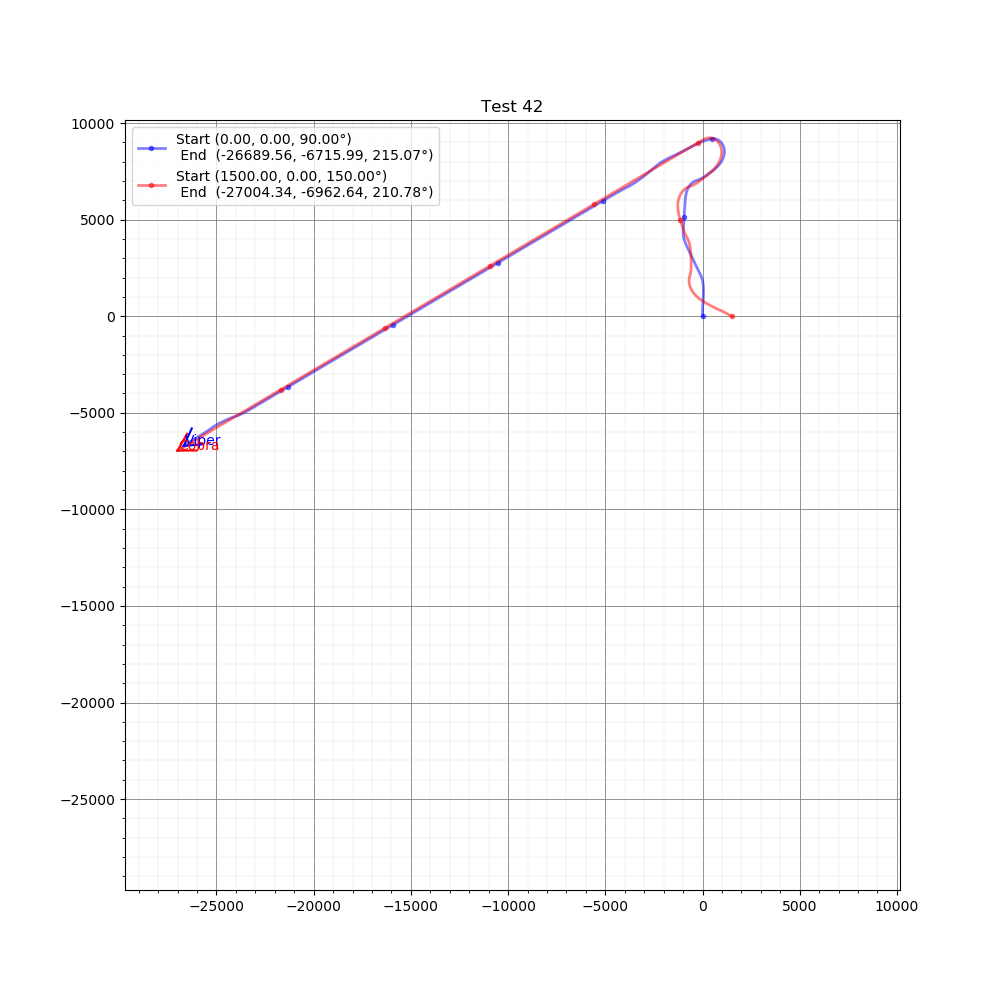 Test 42
Start (0.00, 0.00, 90.00°)
End  (-26689.56, -6715.99, 215.07°)
Start (1500.00, 0.00, 150.00°)
End  (-27004.34, -6962.64, 210.78°)
10000
5000
0
−5000
−10000
−15000
−20000
−25000
Viper
Cobra
−25000 −20000 −15000 −10000 −5000 0 5000 10000